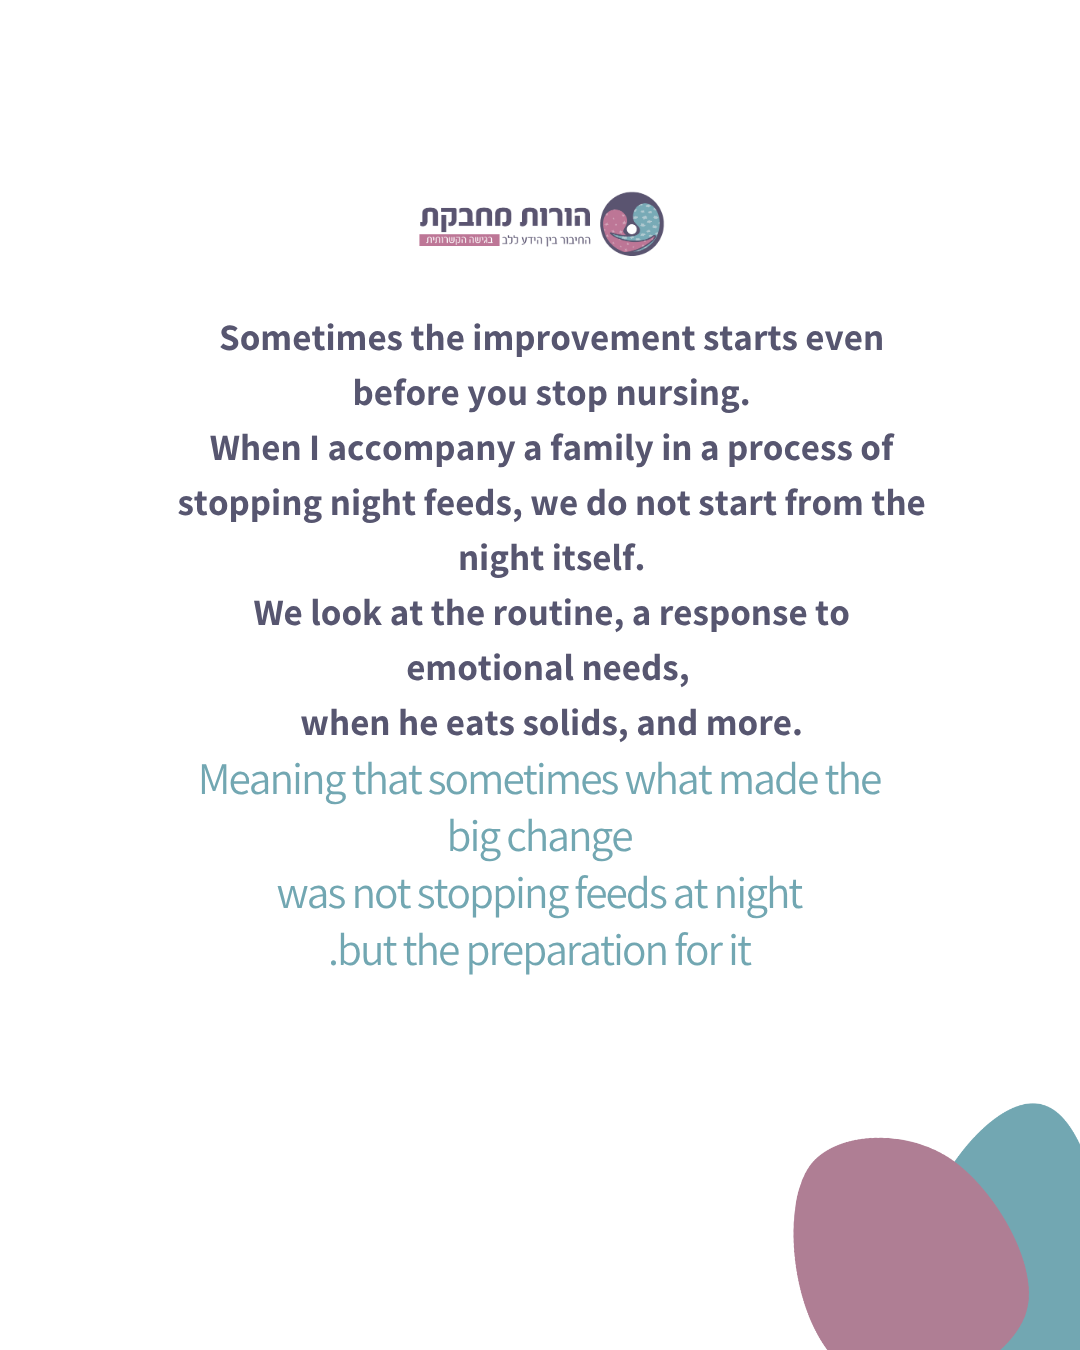 הורות מחבקת
החיבור בין הידע ללב בגישה הקשרותית
Sometimes the improvement starts even
before you stop nursing.
When I accompany a family in a process of
stopping night feeds, we do not start from the
night itself.
We look at the routine, a response to
emotional needs,
when he eats solids, and more.
Meaning that sometimes what made the
big change
was not stopping feeds at night
.but the preparation for it